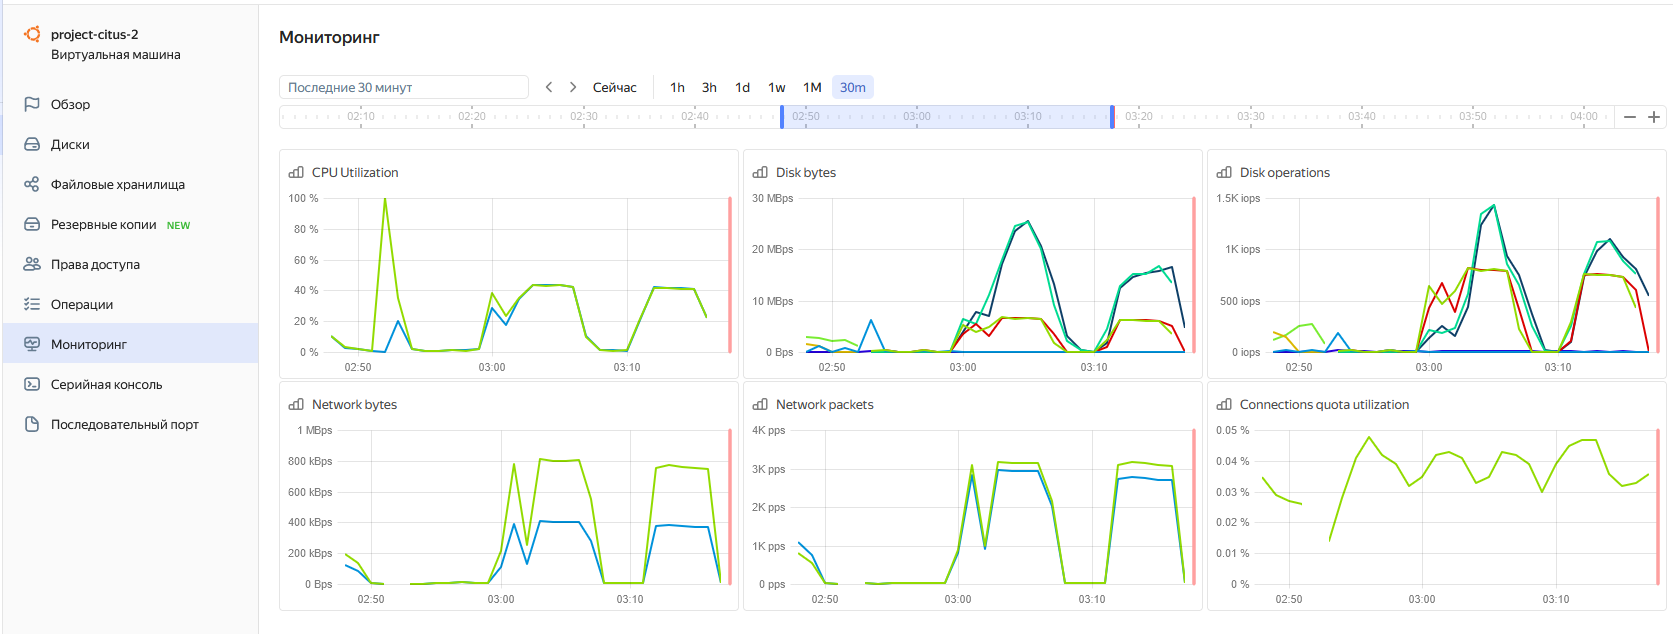 project-citus-2
Виртуальная машина
Обзор
Диски
Файловые хранилища
Резервные копии NEW
Права доступа
Операции
Мониторинг
Серийная консоль
Последовательный порт
Мониторинг
Последние 30 минут
Сейчас 1h 3h 1d 1w 1M 30m
02:10 02:20 02:30 02:40 02:50 03:00 03:10 03:20 03:30 03:40 03:50 04:00
CPU Utilization
100 %
80 %
60 %
40 %
20 %
0 %
02:50 03:00 03:10
Disk bytes
30 MBps
20 MBps
10 MBps
0 Bps
02:50 03:00 03:10
Disk operations
1.5K iops
1K iops
500 iops
0 iops
02:50 03:00 03:10
Network bytes
1 MBps
800 kBps
600 kBps
400 kBps
200 kBps
0 Bps
02:50 03:00 03:10
Network packets
4K pps
3K pps
2K pps
1K pps
0 pps
02:50 03:00 03:10
Connections quota utilization
0.05 %
0.04 %
0.03 %
0.02 %
0.01 %
0 %
02:50 03:00 03:10